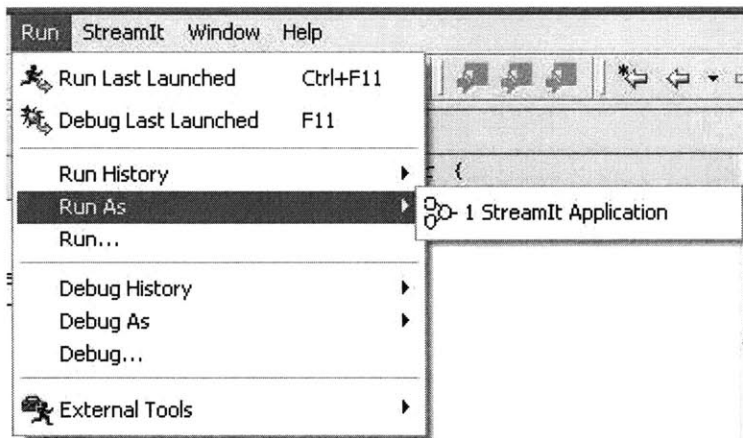 Run StreamIt Window Help
Run Last Launched Ctrl+F11
Debug Last Launched F11
Run History
{
Run As
1 StreamIt Application
Run...
Debug History
Debug As
Debug...
External Tools